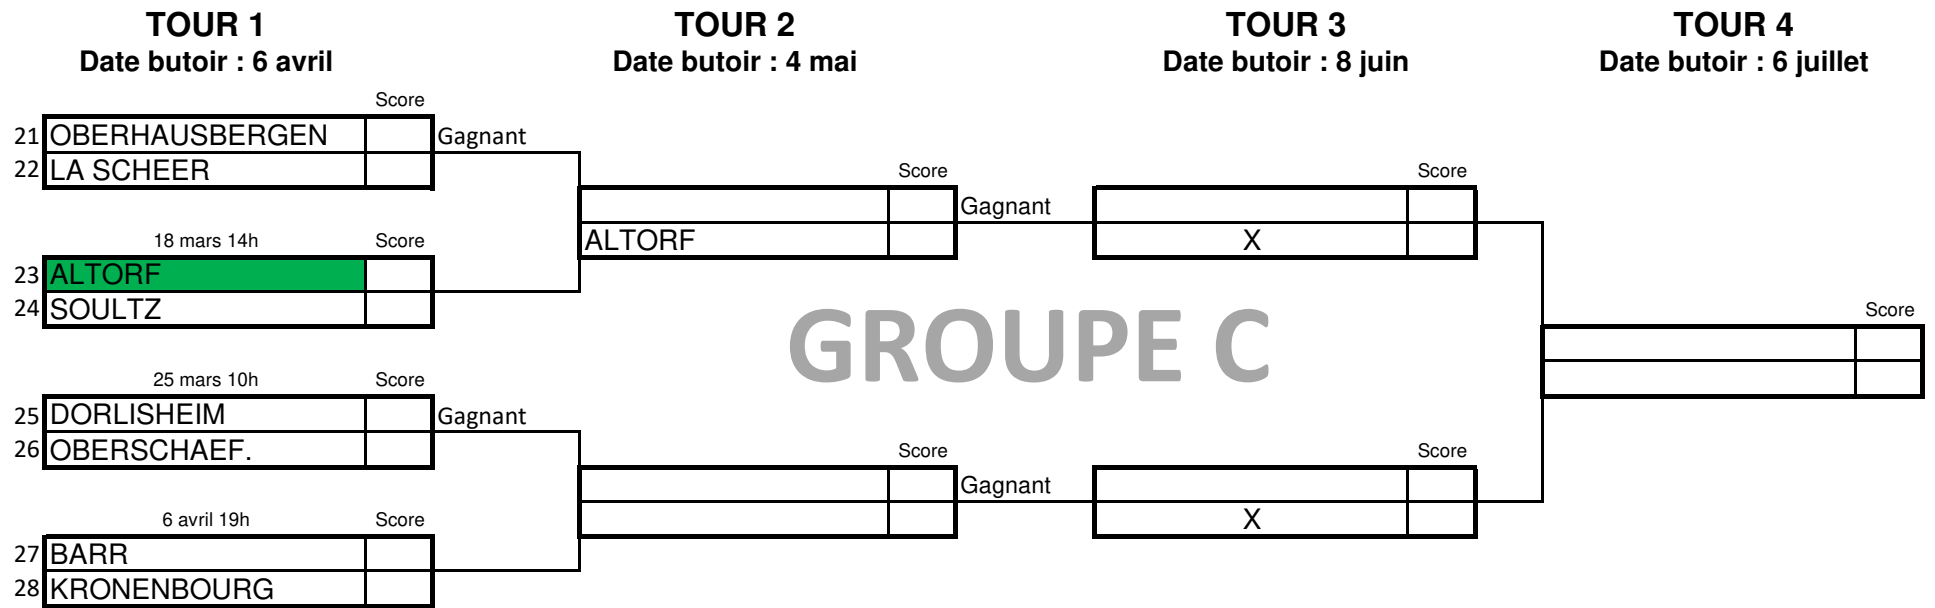 TOUR 1 TOUR 2 TOUR 3 TOUR 4
Date butoir : 6 avril Date butoir : 4 mai Date butoir : 8 juin Date butoir : 6 juillet
Score
21 OBERHAUSBERGEN Gagnant
22 LA SCHEER Score Score
Gagnant
18 mars 14h Score ALTORF X
23 ALTORF
24 SOULTZ Score
GROUPE C
25 mars 10h Score
25 DORLISHEIM Gagnant
26 OBERSCHAEF. Score Score
Gagnant
6 avril 19h Score X
27 BARR
28 KRONENBOURG